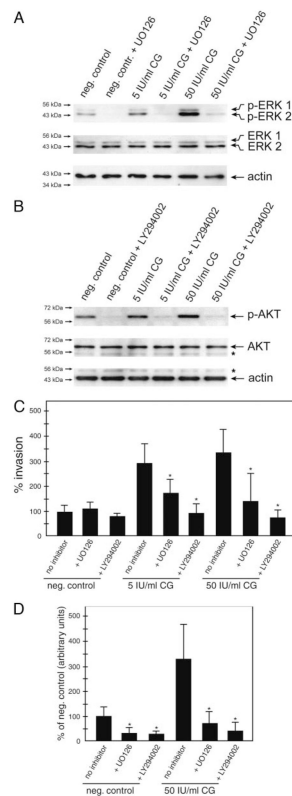 A
neg. control
neg. contr. + UO126
5 IU/ml CG
5 IU/ml CG + UO126
50 IU/ml CG
50 IU/ml CG + UO126
56 kDa
43 kDa
p-ERK 1
p-ERK 2
56 kDa
43 kDa
ERK 1
ERK 2
43 kDa
34 kDa
actin
B
neg. control
neg. control + LY294002
5 IU/ml CG
5 IU/ml CG + LY294002
50 IU/ml CG
50 IU/ml CG + LY294002
72 kDa
56 kDa
p-AKT
72 kDa
56 kDa
AKT
*
56 kDa
43 kDa
*
actin
C
% invasion
500
400
300
200
100
0
* * * *
no inhibitor
+ UO126
+ LY294002
no inhibitor
+ UO126
+ LY294002
no inhibitor
+ UO126
+ LY294002
neg. control
5 IU/ml CG
50 IU/ml CG
D
% of neg. control (arbitrary units)
500
400
300
200
100
0
* * * *
no inhibitor
+ UO126
+ LY294002
no inhibitor
+ UO126
+ LY294002
neg. control
50 IU/ml CG